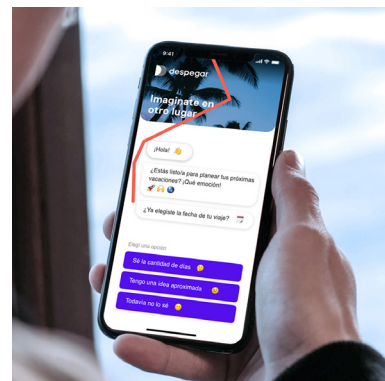 9:41
despegar
Imaginate en
otro lugar
¡Hola! 👋
¿Estás listo/a para planear tus próximas
vacaciones? ¡Qué emoción!
🚀 🙌 🌎
¿Ya elegiste la fecha de tu viaje? 🗓️
Elegí una opción
Sé la cantidad de días
Tengo una idea aproximada
Todavía no lo sé